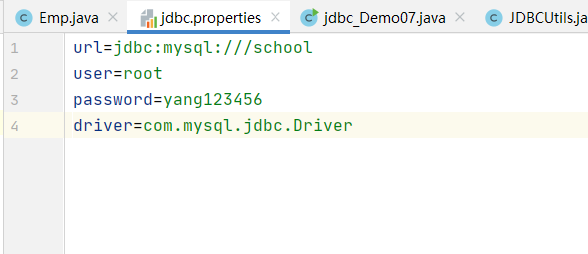 Emp.java jdbc.properties jdbc_Demo07.java JDBCUtils.ja
1 url=jdbc:mysql:///school
2 user=root
3 password=yang123456
4 driver=com.mysql.jdbc.Driver